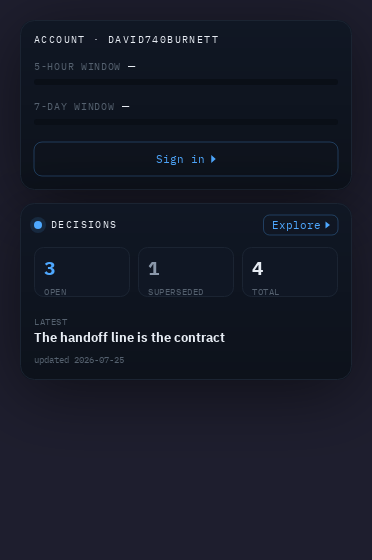 ACCOUNT · DAVID740BURNETT
5-HOUR WINDOW —
7-DAY WINDOW —
Sign in
DECISIONS
Explore
3 1 4
OPEN SUPERSEDED TOTAL
LATEST
The handoff line is the contract
updated 2026-07-25